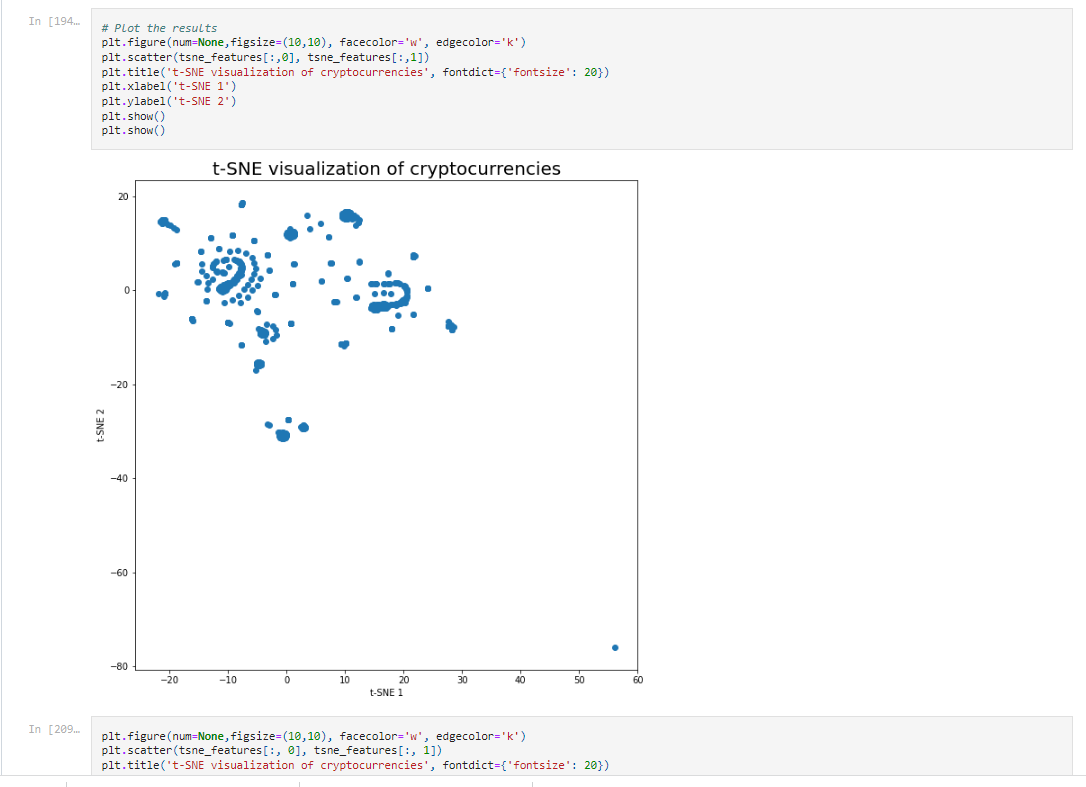 In [194…
# Plot the results
plt.figure(num=None,figsize=(10,10), facecolor='w', edgecolor='k')
plt.scatter(tsne_features[:,0], tsne_features[:,1])
plt.title('t-SNE visualization of cryptocurrencies', fontdict={'fontsize': 20})
plt.xlabel('t-SNE 1')
plt.ylabel('t-SNE 2')
plt.show()
plt.show()
t-SNE visualization of cryptocurrencies
20
0
−20
−40
−60
−80
t-SNE 2
−20 −10 0 10 20 30 40 50 60
t-SNE 1
In [209…
plt.figure(num=None,figsize=(10,10), facecolor='w', edgecolor='k')
plt.scatter(tsne_features[:, 0], tsne_features[:, 1])
plt.title('t-SNE visualization of cryptocurrencies', fontdict={'fontsize': 20})